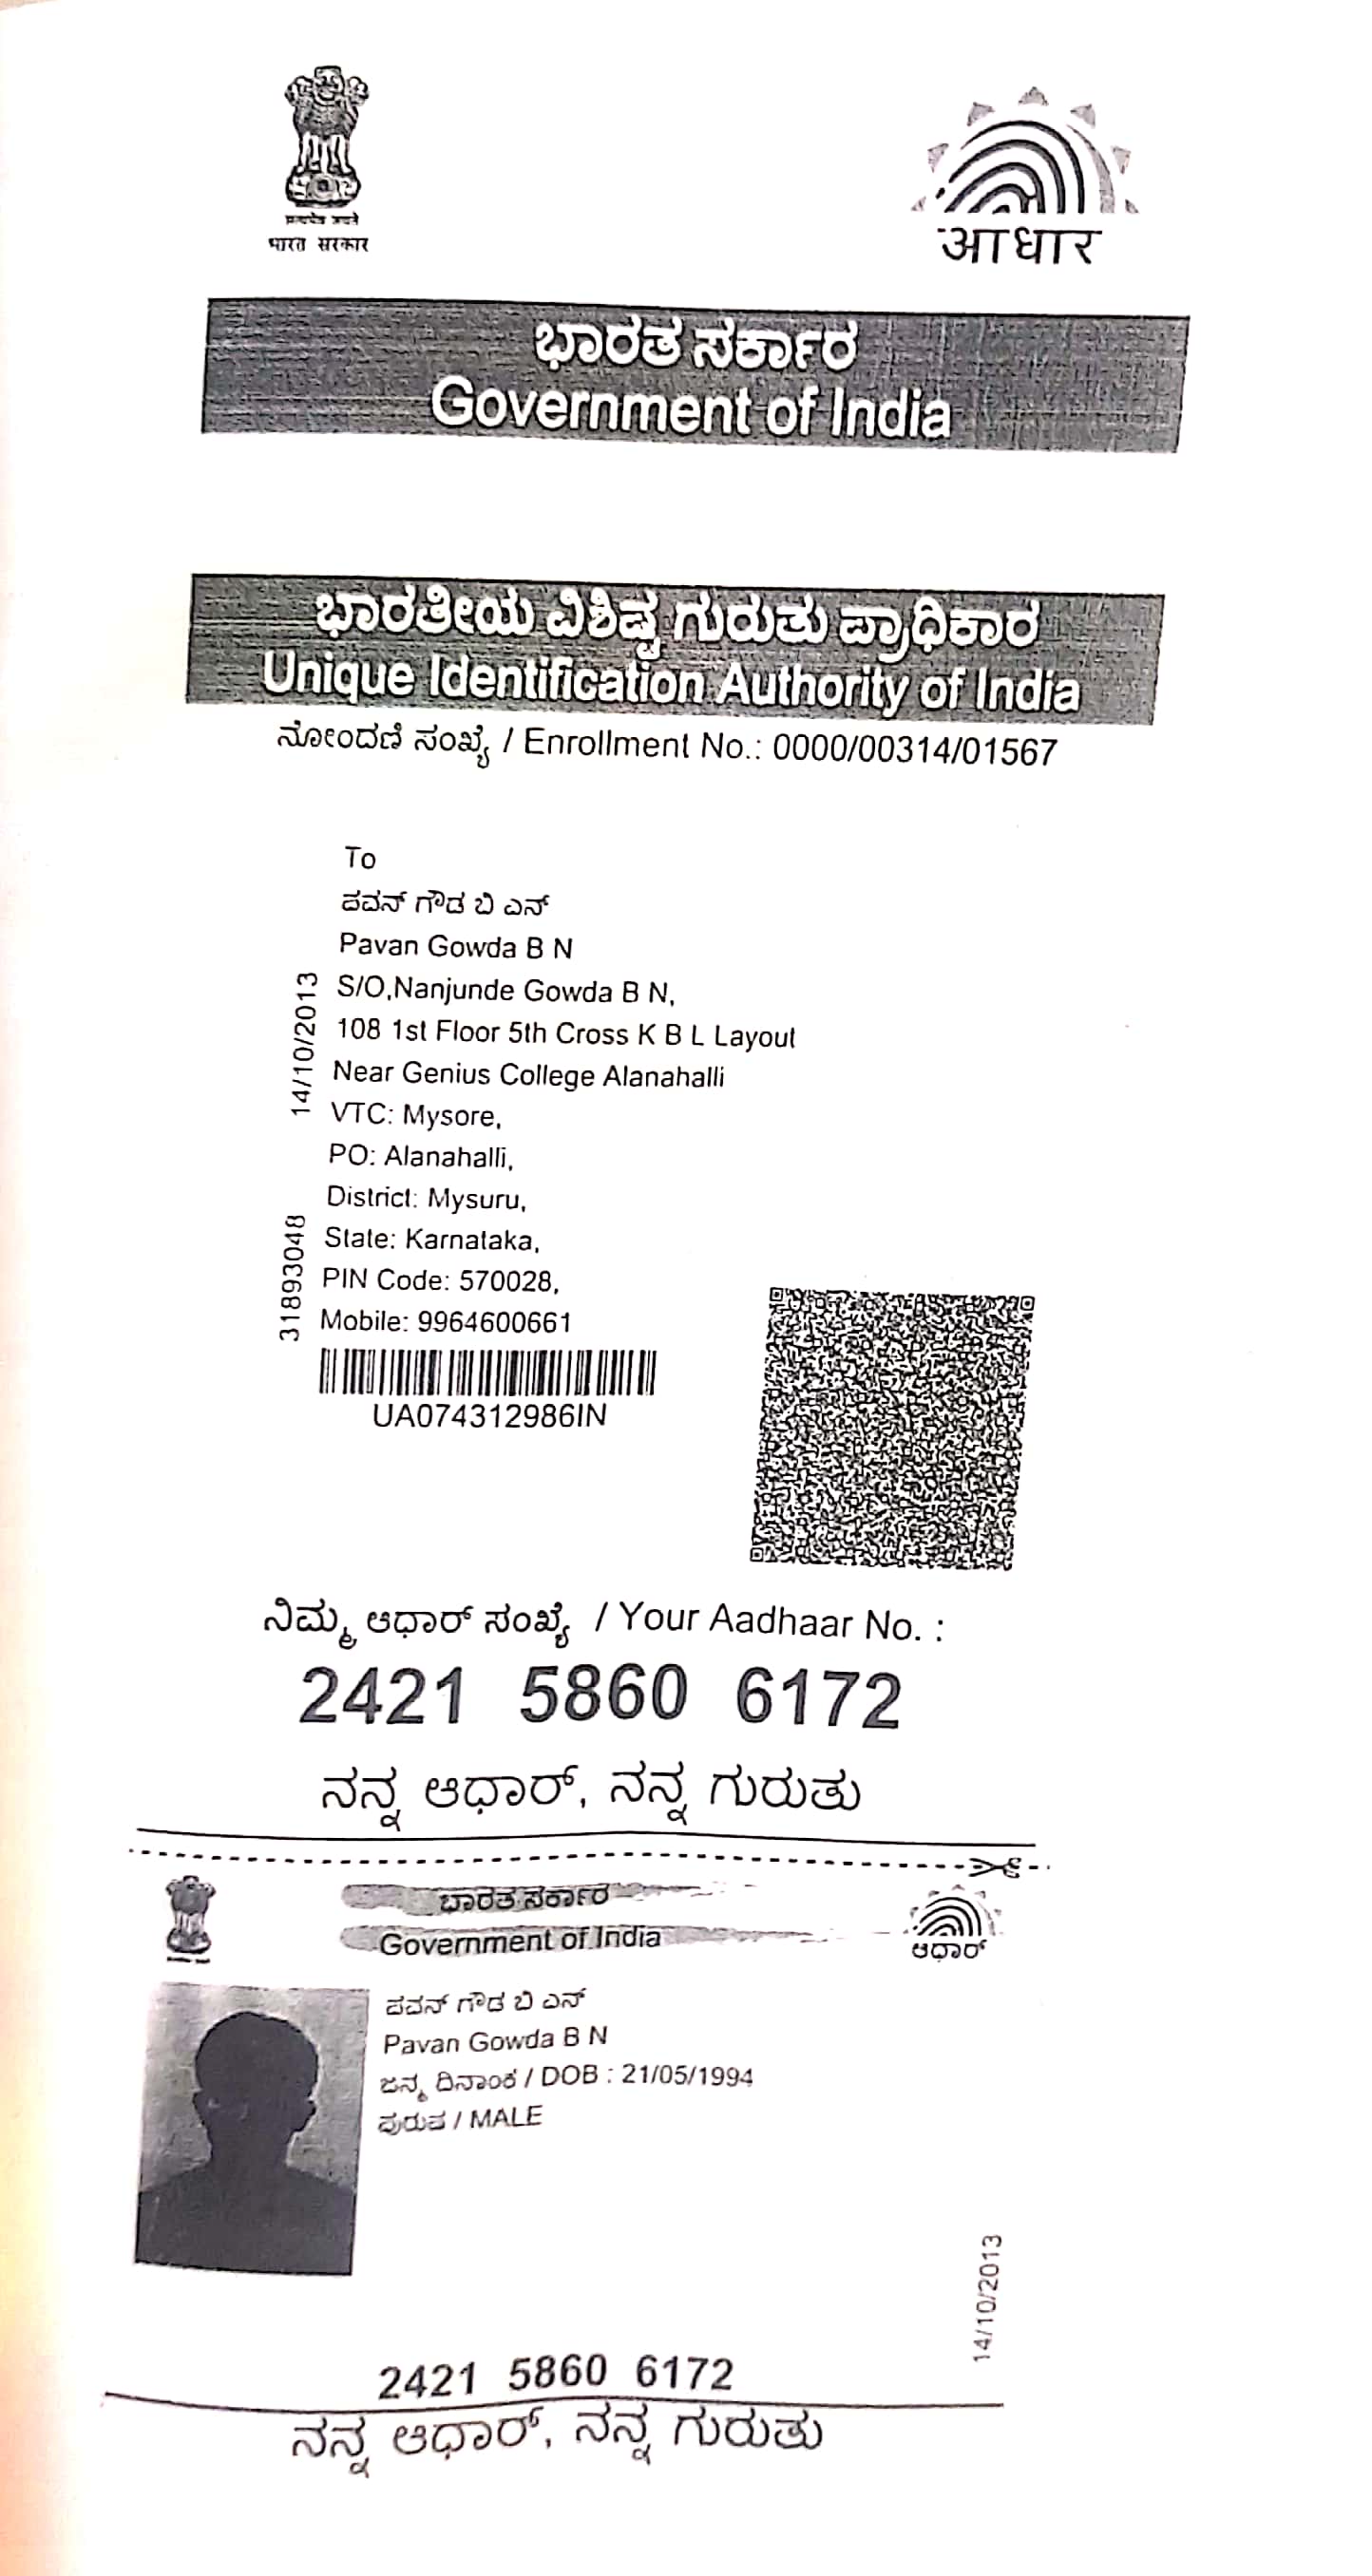 भारत सरकार
आधार
ಭಾರತ ಸರ್ಕಾರ
Government of India
ಭಾರತೀಯ ವಿಶಿಷ್ಟ ಗುರುತು ಪ್ರಾಧಿಕಾರ
Unique Identification Authority of India
ನೋಂದಣಿ ಸಂಖ್ಯೆ / Enrollment No.: 0000/00314/01567
To
ಪವನ್ ಗೌಡ ಬಿ ಎನ್
Pavan Gowda B N
S/O,Nanjunde Gowda B N,
108 1st Floor 5th Cross K B L Layout
Near Genius College Alanahalli
VTC: Mysore,
PO: Alanahalli,
District: Mysuru,
State: Karnataka,
PIN Code: 570028,
Mobile: 9964600661
14/10/2013
31893048
UA074312986IN
ನಿಮ್ಮ ಆಧಾರ್ ಸಂಖ್ಯೆ / Your Aadhaar No. :
2421 5860 6172
ನನ್ನ ಆಧಾರ್, ನನ್ನ ಗುರುತು
ಭಾರತ ಸರ್ಕಾರ
Government of India
ಆಧಾರ್
ಪವನ್ ಗೌಡ ಬಿ ಎನ್
Pavan Gowda B N
ಜನ್ಮ ದಿನಾಂಕ / DOB : 21/05/1994
ಪುರುಷ / MALE
14/10/2013
2421 5860 6172
ನನ್ನ ಆಧಾರ್, ನನ್ನ ಗುರುತು